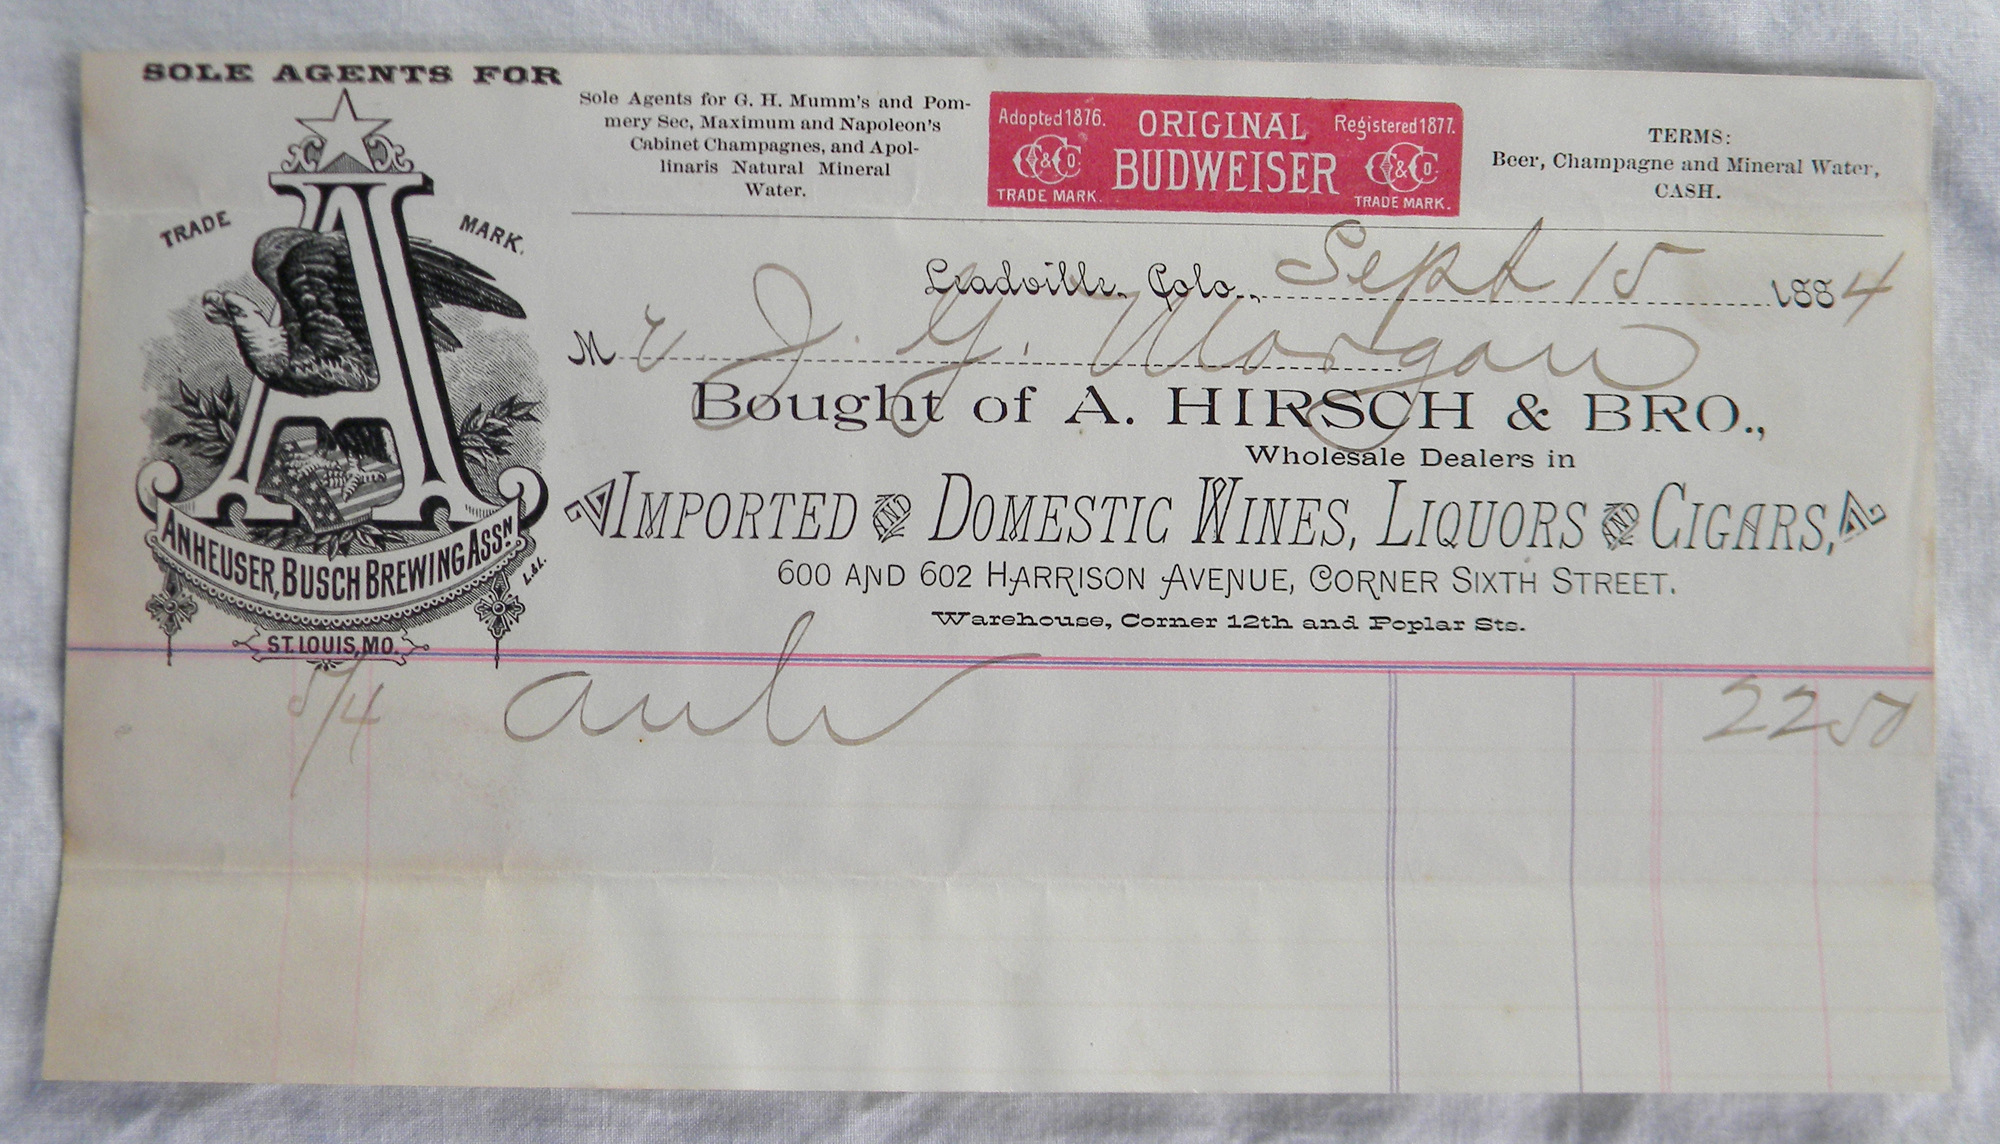 SOLE AGENTS FOR
TRADE MARK.
ANHEUSER, BUSCH BREWING ASSN
L.&L.
ST. LOUIS, MO.
Sole Agents for G. H. Mumm's and Pom-
mery Sec, Maximum and Napoleon's
Cabinet Champagnes, and Apol-
linaris Natural Mineral
Water.
Adopted 1876.
C&Co.
TRADE MARK.
ORIGINAL
BUDWEISER
Registered 1877.
C&Co.
TRADE MARK.
TERMS:
Beer, Champagne and Mineral Water,
CASH.
Leadville, Colo., Sept 15 1884
Mr J. G. Morgan
Bought of A. HIRSCH & BRO.,
Wholesale Dealers in
IMPORTED AND DOMESTIC WINES, LIQUORS AND CIGARS,
600 AND 602 HARRISON AVENUE, CORNER SIXTH STREET.
Warehouse, Corner 12th and Poplar Sts.
5/4 22 50